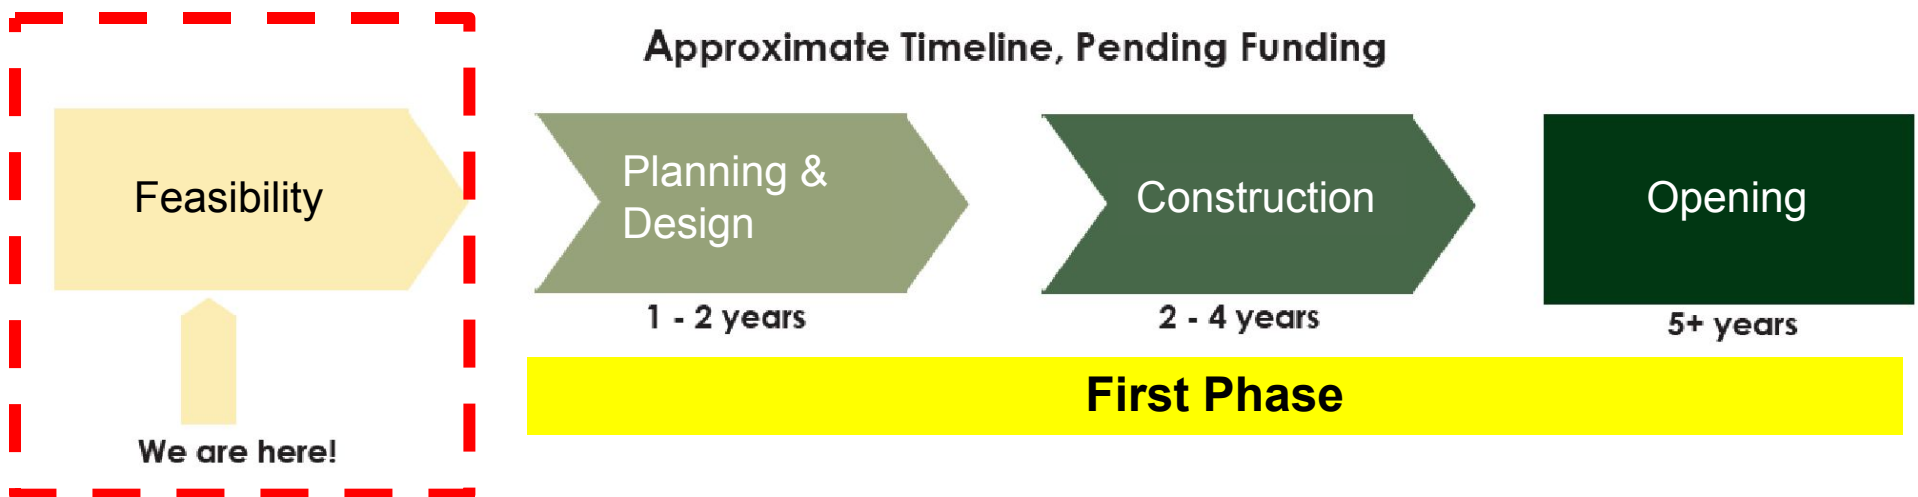 Approximate Timeline, Pending Funding
Feasibility
Planning &
Design
Construction
Opening
1 - 2 years
2 - 4 years
5+ years
First Phase
We are here!